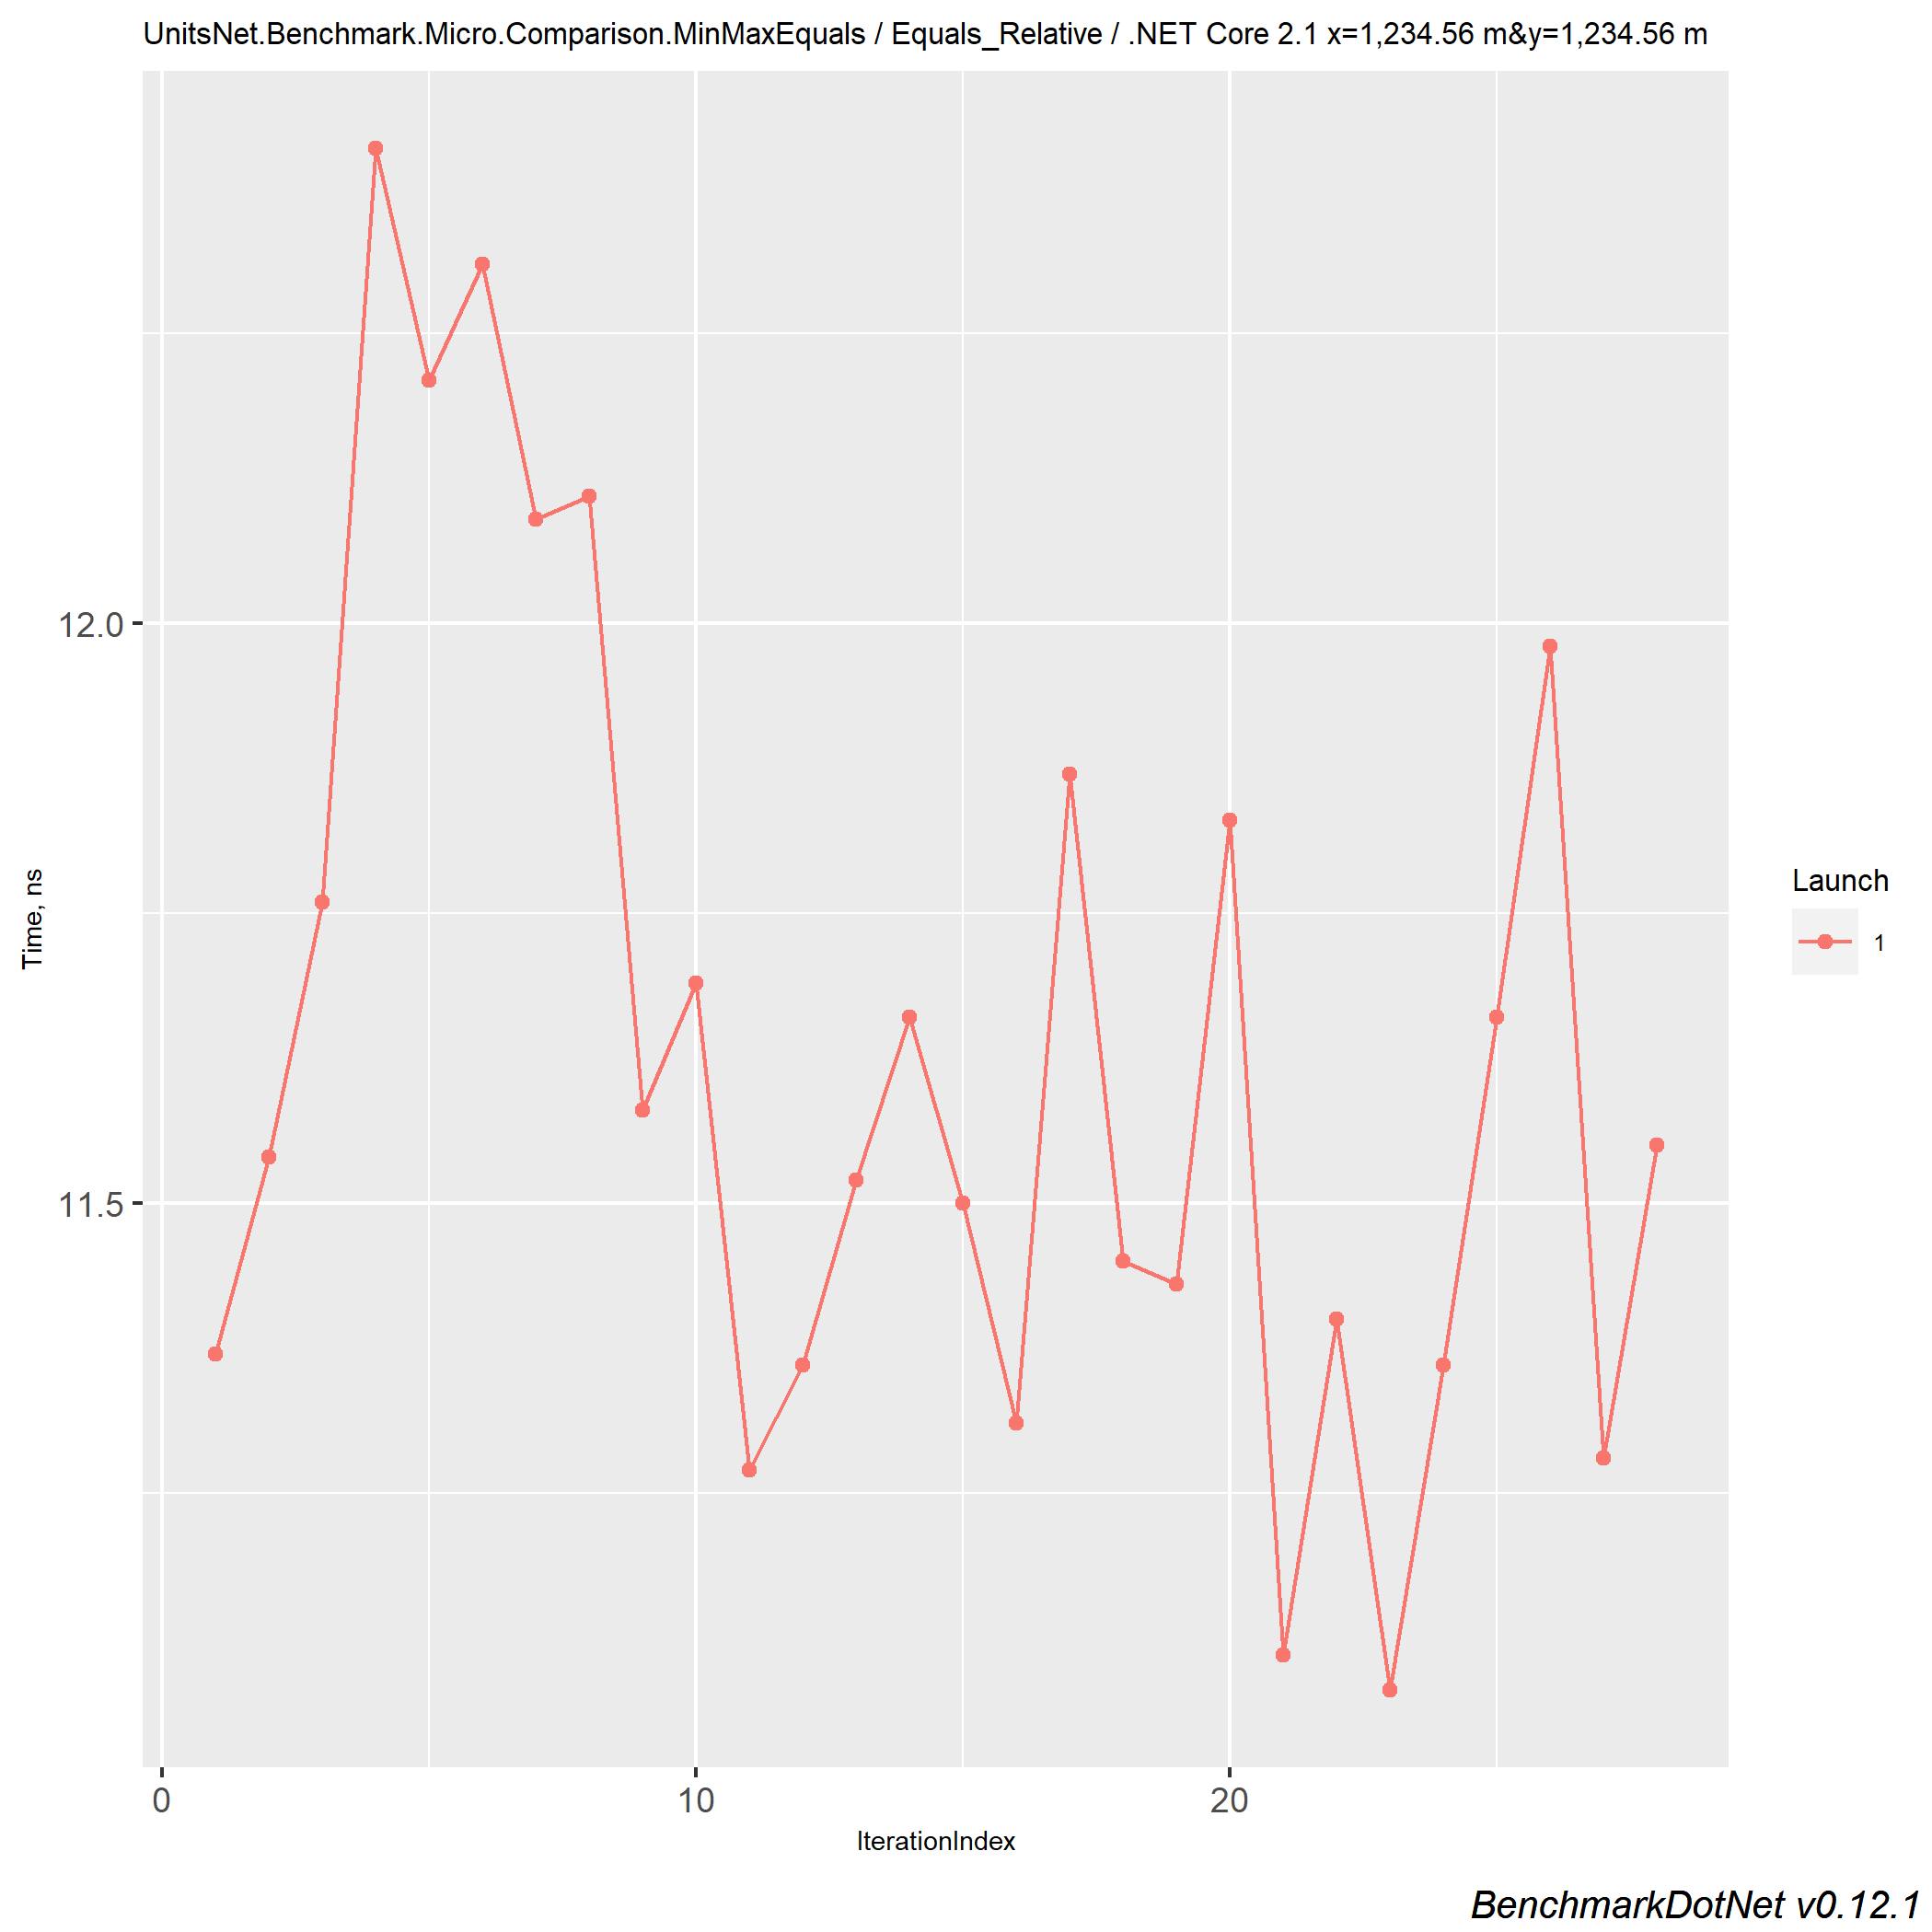 UnitsNet.Benchmark.Micro.Comparison.MinMaxEquals / Equals_Relative / .NET Core 2.1 x=1,234.56 m&y=1,234.56 m
12.0
11.5
Time, ns
0 10 20
IterationIndex
Launch
1
BenchmarkDotNet v0.12.1